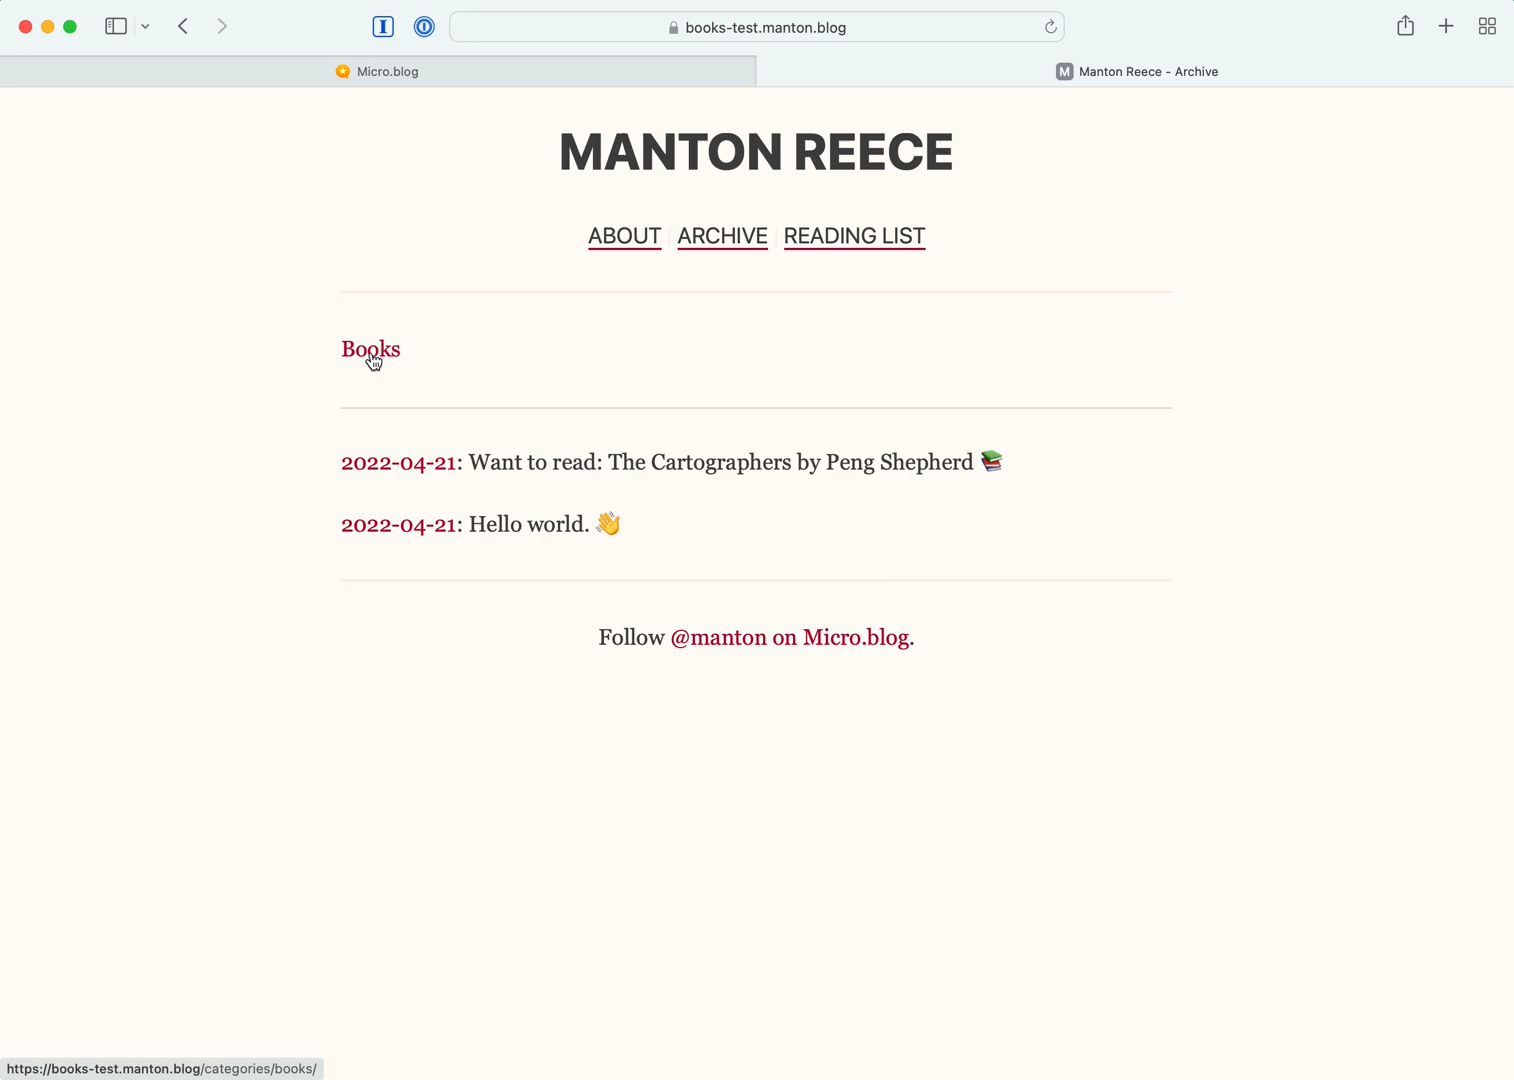 books-test.manton.blog
Micro.blog
M Manton Reece - Archive
MANTON REECE
ABOUT ARCHIVE READING LIST
Books
2022-04-21: Want to read: The Cartographers by Peng Shepherd 📚
2022-04-21: Hello world. 👋
Follow @manton on Micro.blog.
https://books-test.manton.blog/categories/books/